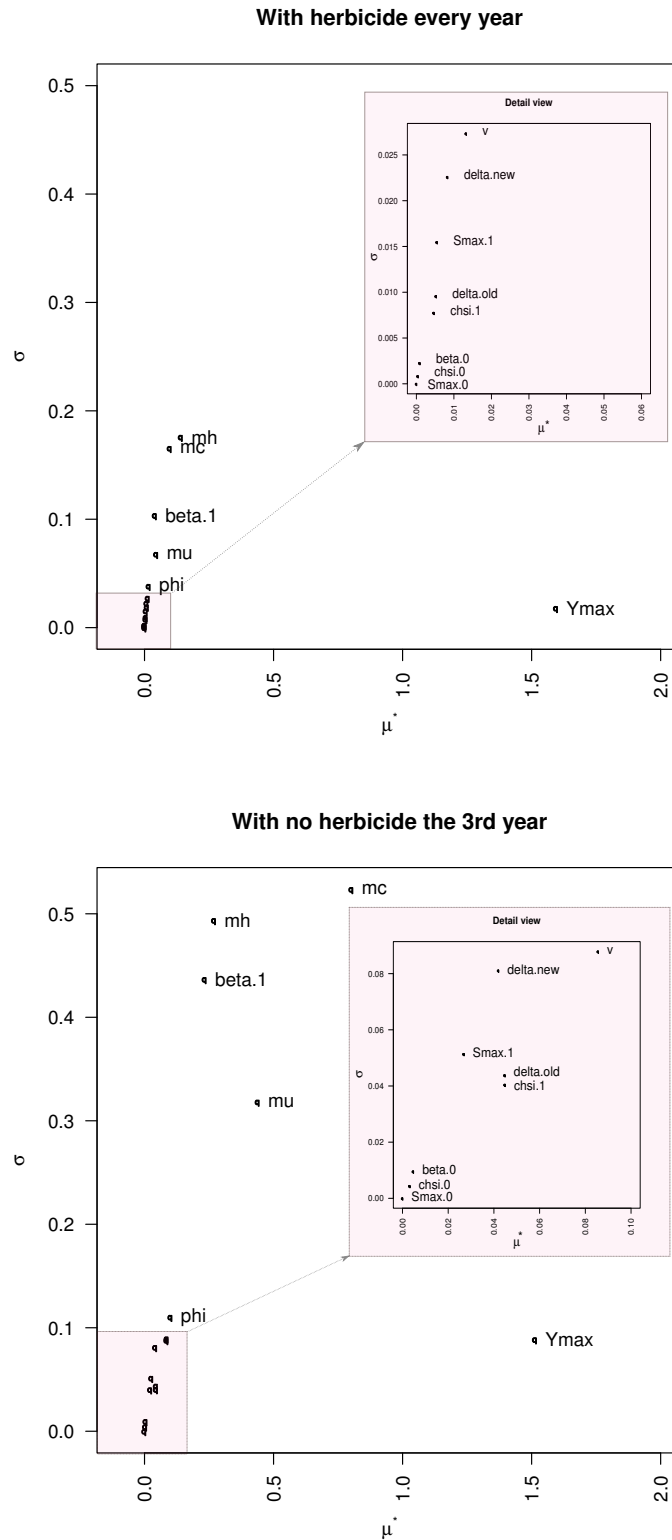 With herbicide every year
0.5
0.4
0.3
0.2
0.1
0.0
σ
mh
mc
beta.1
mu
phi
Ymax
0.0
0.5
1.0
1.5
2.0
μ*
Detail view
0.025
0.020
0.015
0.010
0.005
0.000
σ
v
delta.new
Smax.1
delta.old
chsi.1
beta.0
chsi.0
Smax.0
0.00
0.01
0.02
0.03
0.04
0.05
0.06
μ*
With no herbicide the 3rd year
0.5
0.4
0.3
0.2
0.1
0.0
σ
mc
mh
beta.1
mu
phi
Ymax
0.0
0.5
1.0
1.5
2.0
μ*
Detail view
0.08
0.06
0.04
0.02
0.00
σ
v
delta.new
Smax.1
delta.old
chsi.1
beta.0
chsi.0
Smax.0
0.00
0.02
0.04
0.06
0.08
0.10
μ*